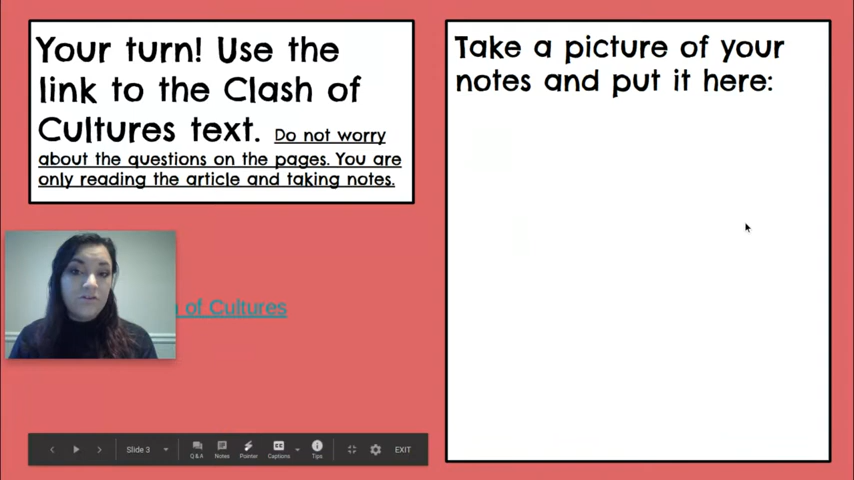 Your turn! Use the
link to the Clash of
Cultures text. Do not worry
about the questions on the pages. You are
only reading the article and taking notes.
of Cultures
Take a picture of your
notes and put it here:
Slide 3
Q & A
Notes
Pointer
CC
Captions
Tips
EXIT